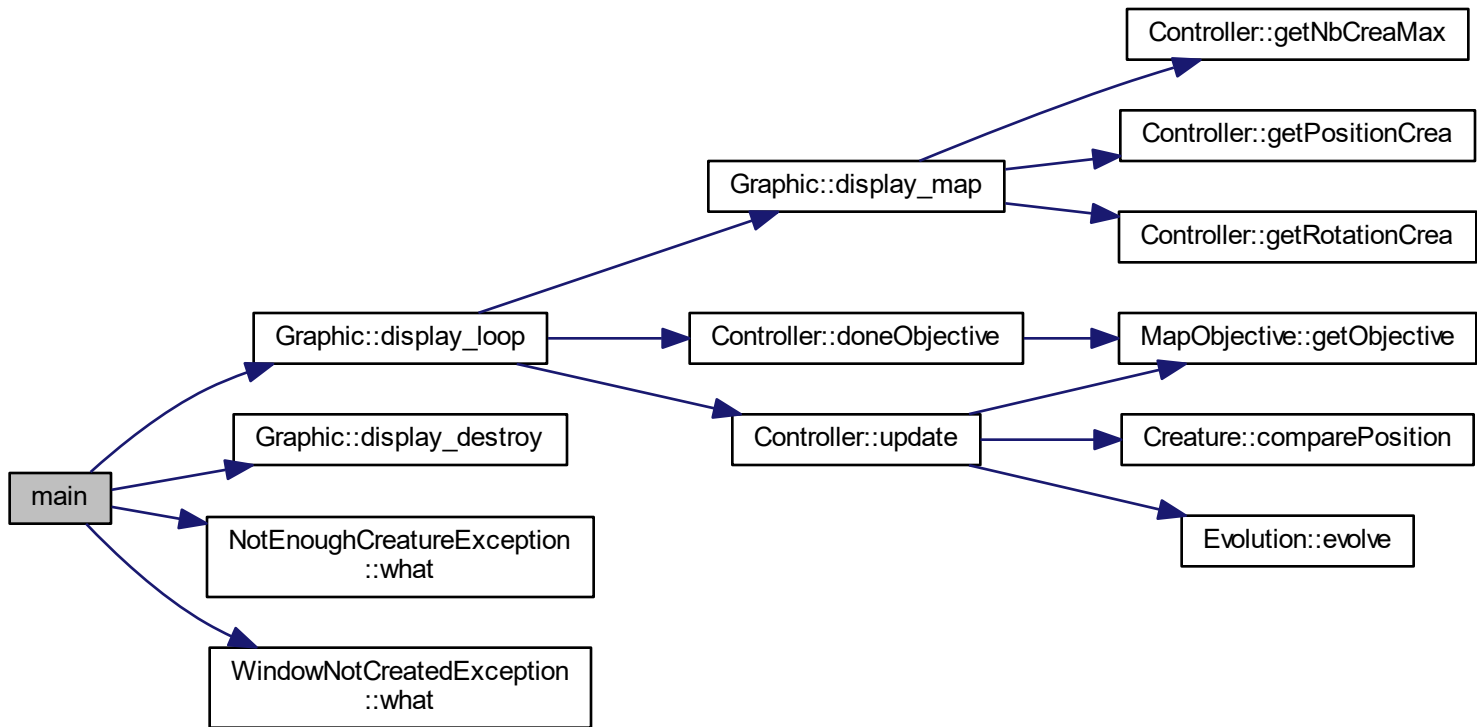 Controller::getNbCreaMax
Controller::getPositionCrea
Graphic::display_map
Controller::getRotationCrea
Graphic::display_loop
Controller::doneObjective
MapObjective::getObjective
Graphic::display_destroy
Controller::update
Creature::comparePosition
main
NotEnoughCreatureException
::what
Evolution::evolve
WindowNotCreatedException
::what